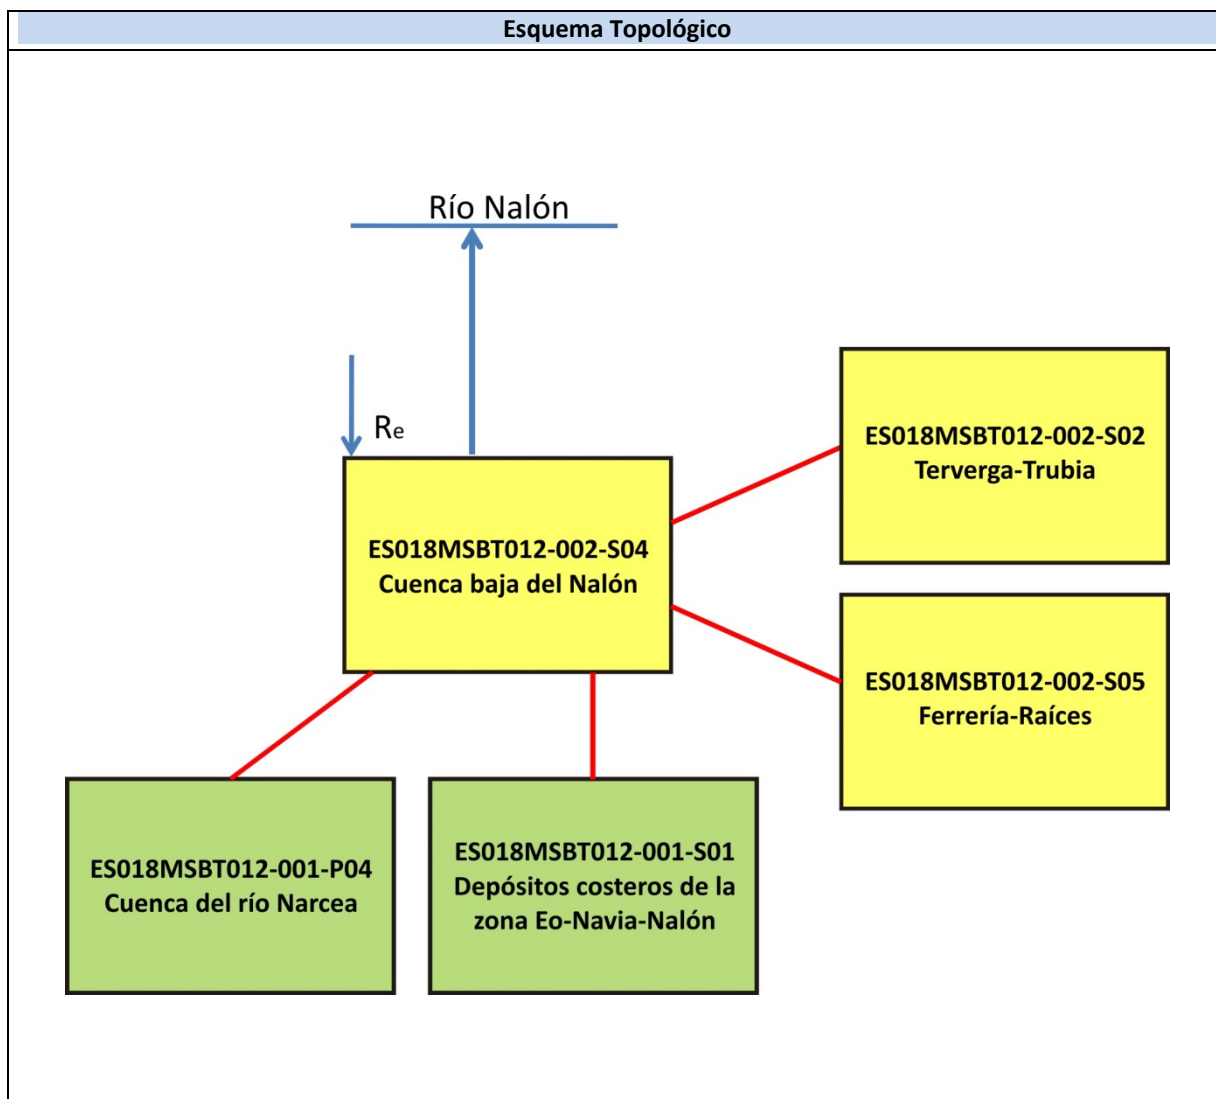 Esquema Topológico
Río Nalón
Re
ES018MSBT012-002-S02
Terverga-Trubia
ES018MSBT012-002-S04
Cuenca baja del Nalón
ES018MSBT012-002-S05
Ferrería-Raíces
ES018MSBT012-001-P04
Cuenca del río Narcea
ES018MSBT012-001-S01
Depósitos costeros de la
zona Eo-Navia-Nalón